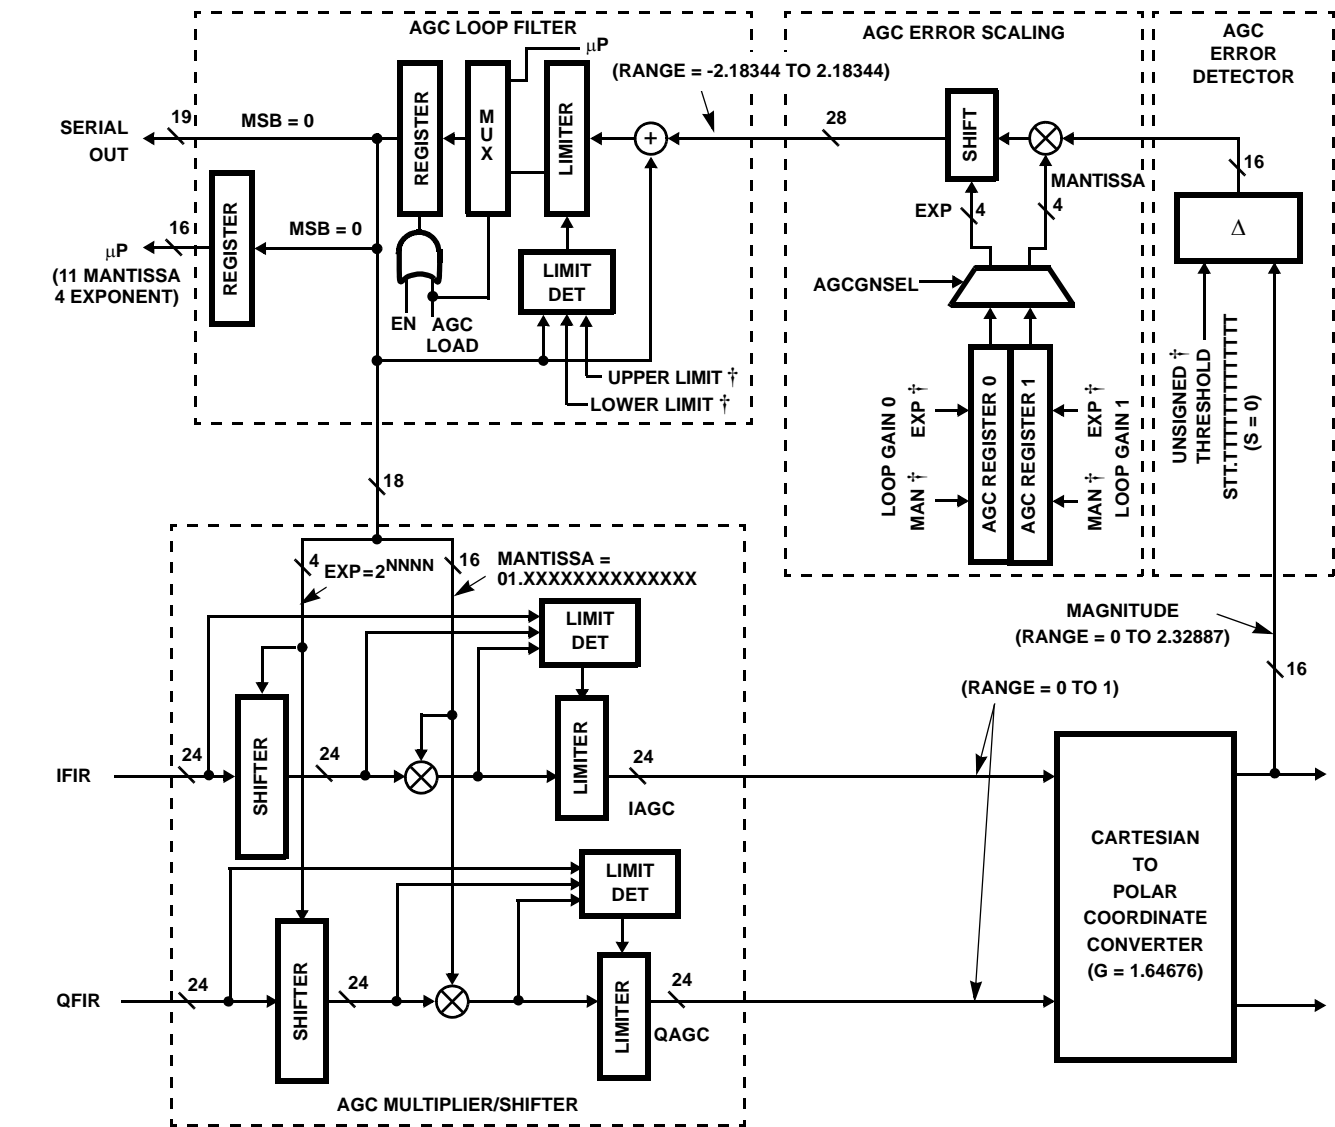 AGC LOOP FILTER
µP
SERIAL
OUT
19
MSB = 0
REGISTER
MUX
LIMITER
+
(RANGE = -2.18344 TO 2.18344)
28
AGC ERROR SCALING
SHIFT
MANTISSA
EXP
4
4
AGC
ERROR
DETECTOR
16
Δ
16
µP
(11 MANTISSA
4 EXPONENT)
REGISTER
MSB = 0
EN
AGC
LOAD
LIMIT
DET
UPPER LIMIT †
LOWER LIMIT †
AGCGNSEL
AGC REGISTER 0
AGC REGISTER 1
LOOP GAIN 0
EXP †
MAN †
EXP †
MAN †
LOOP GAIN 1
UNSIGNED †
THRESHOLD
STT.TTTTTTTTTTTTT
(S = 0)
18
4
EXP=2NNNN
16
MANTISSA =
01.XXXXXXXXXXXXXX
LIMIT
DET
MAGNITUDE
(RANGE = 0 TO 2.32887)
16
(RANGE = 0 TO 1)
IFIR
24
SHIFTER
24
LIMITER
24
IAGC
CARTESIAN
TO
POLAR
COORDINATE
CONVERTER
(G = 1.64676)
LIMIT
DET
QFIR
24
SHIFTER
24
LIMITER
24
QAGC
AGC MULTIPLIER/SHIFTER